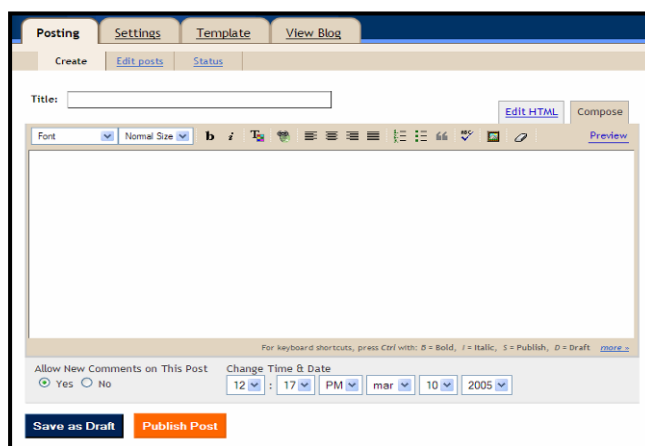 Posting Settings Template View Blog
Create Edit posts Status
Title:
Edit HTML Compose
Font Normal Size b i T ABC Preview
For keyboard shortcuts, press Ctrl with: B = Bold, I = Italic, S = Publish, D = Draft more »
Allow New Comments on This Post Change Time & Date
Yes No 12 : 17 PM mar 10 2005
Save as Draft Publish Post